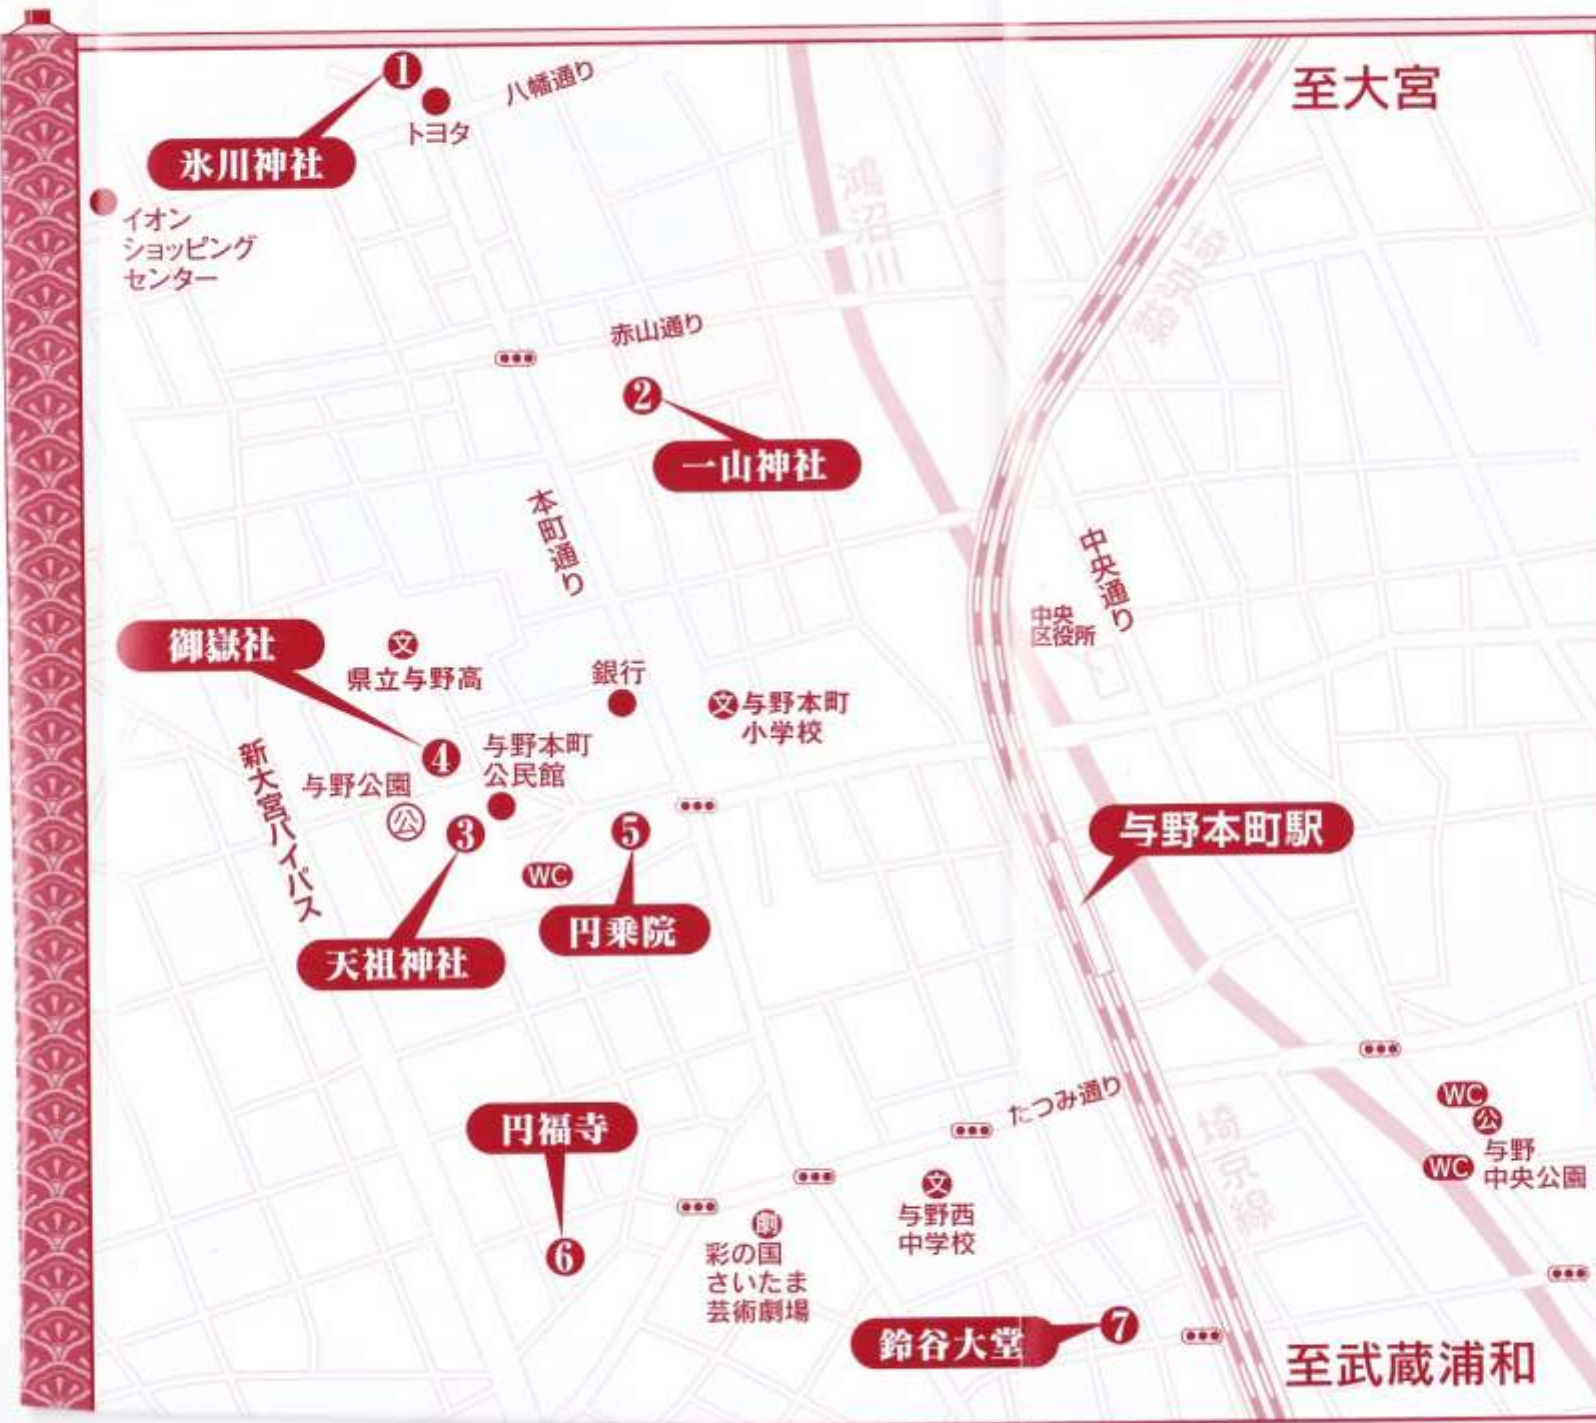 至大宮
1
八幡通り
トヨタ
氷川神社
イオン
ショッピング
センター
鴻沼川
埼京線
赤山通り
2
一山神社
本町通り
中央通り
中央
区役所
御嶽社
文
県立与野高
銀行
文
与野本町
小学校
4
与野本町
公民館
新大宮バイパス
与野公園
公
3
5
与野本町駅
WC
円乗院
天祖神社
たつみ通り
WC
公
円福寺
与野
中央公園
WC
埼京線
文
与野西
中学校
劇
彩の国
さいたま
芸術劇場
6
7
鈴谷大堂
至武蔵浦和